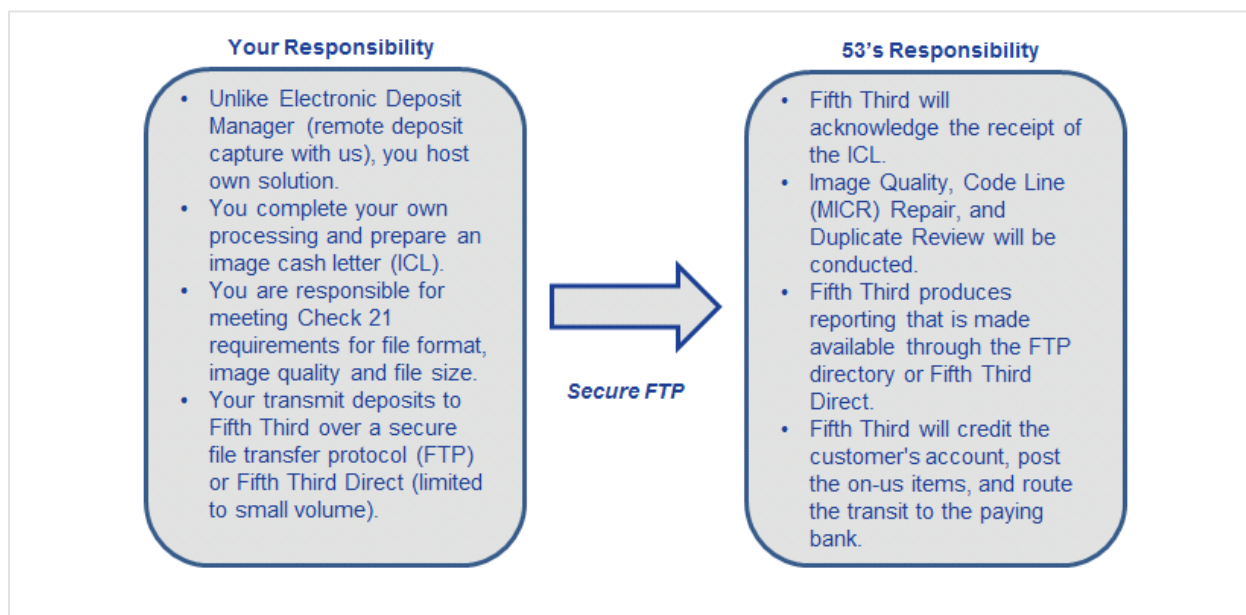 Your Responsibility
• Unlike Electronic Deposit
Manager (remote deposit
capture with us), you host
own solution.
• You complete your own
processing and prepare an
image cash letter (ICL).
• You are responsible for
meeting Check 21
requirements for file format,
image quality and file size.
• Your transmit deposits to
Fifth Third over a secure
file transfer protocol (FTP)
or Fifth Third Direct (limited
to small volume).
Secure FTP
53's Responsibility
• Fifth Third will
acknowledge the receipt of
the ICL.
• Image Quality, Code Line
(MICR) Repair, and
Duplicate Review will be
conducted.
• Fifth Third produces
reporting that is made
available through the FTP
directory or Fifth Third
Direct.
• Fifth Third will credit the
customer's account, post
the on-us items, and route
the transit to the paying
bank.